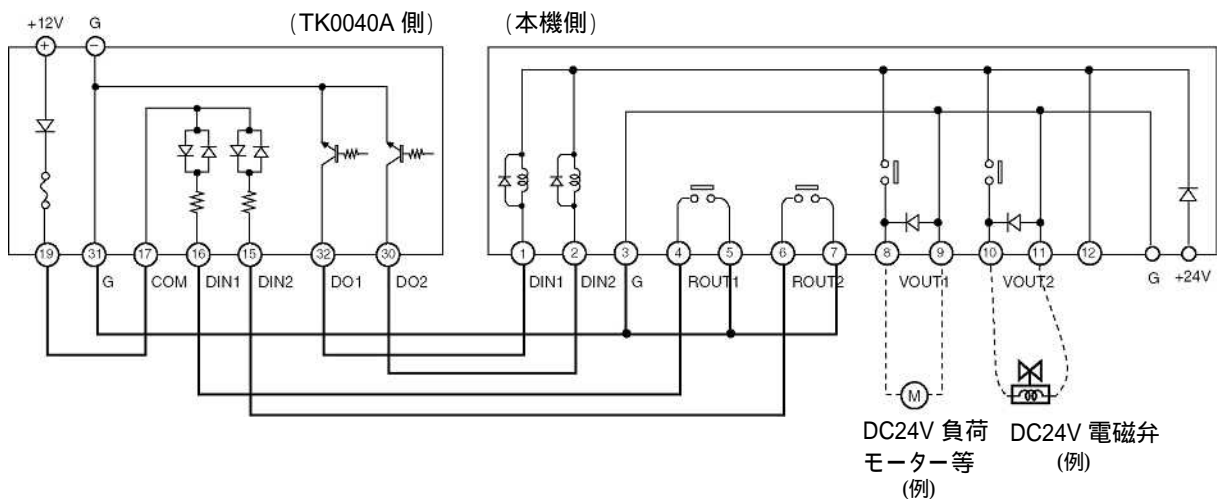 +12V G (TK0040A 側) (本機側)
+ −
19 31 17 16 15 32 30 1 2 3 4 5 6 7 8 9 10 11 12
G COM DIN1 DIN2 DO1 DO2 DIN1 DIN2 G ROUT1 ROUT2 VOUT1 VOUT2 G +24V
M
DC24V 負荷 DC24V 電磁弁
モーター等 (例)
(例)